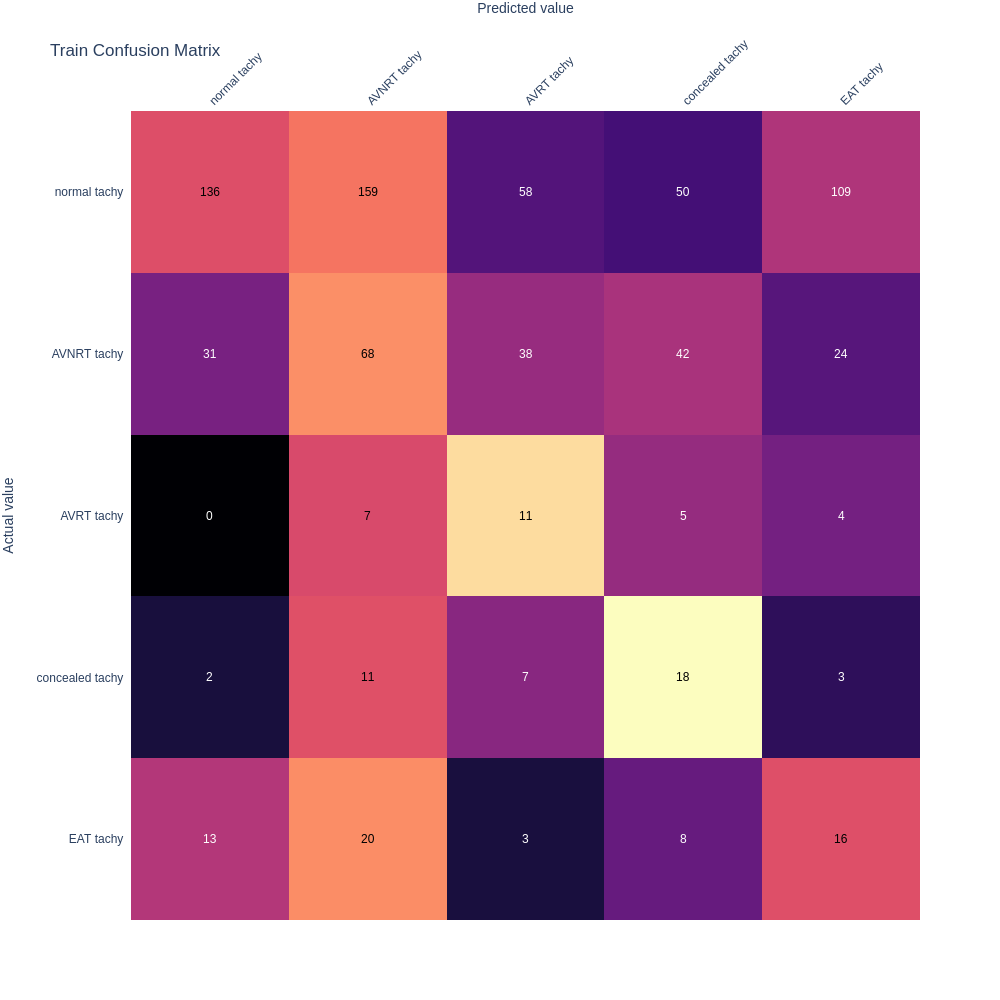 Predicted value
Train Confusion Matrix
normal tachy
AVNRT tachy
AVRT tachy
concealed tachy
EAT tachy
Actual value
normal tachy 136 159 58 50 109
AVNRT tachy 31 68 38 42 24
AVRT tachy 0 7 11 5 4
concealed tachy 2 11 7 18 3
EAT tachy 13 20 3 8 16